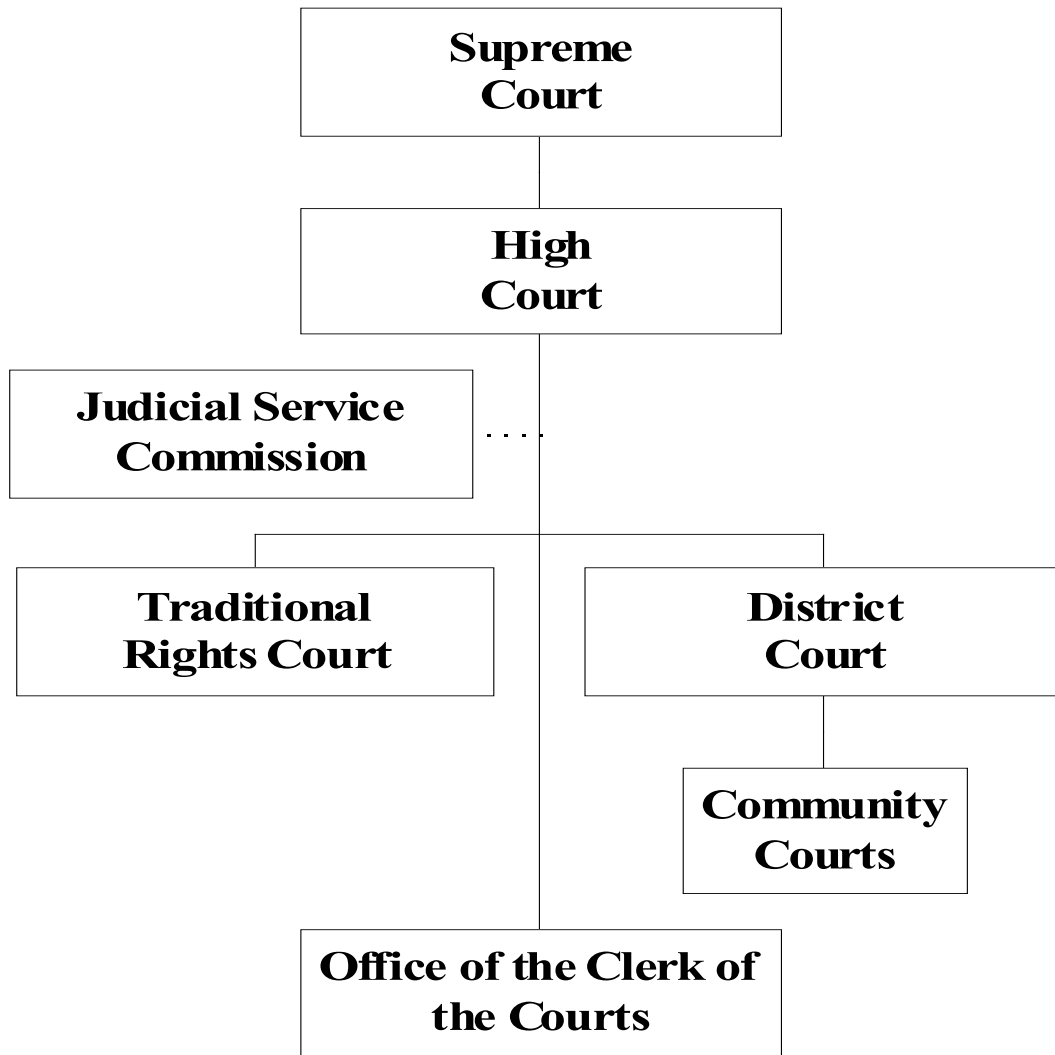 Supreme
Court
High
Court
Judicial Service
Commission
Traditional
Rights Court
District
Court
Community
Courts
Office of the Clerk of
the Courts